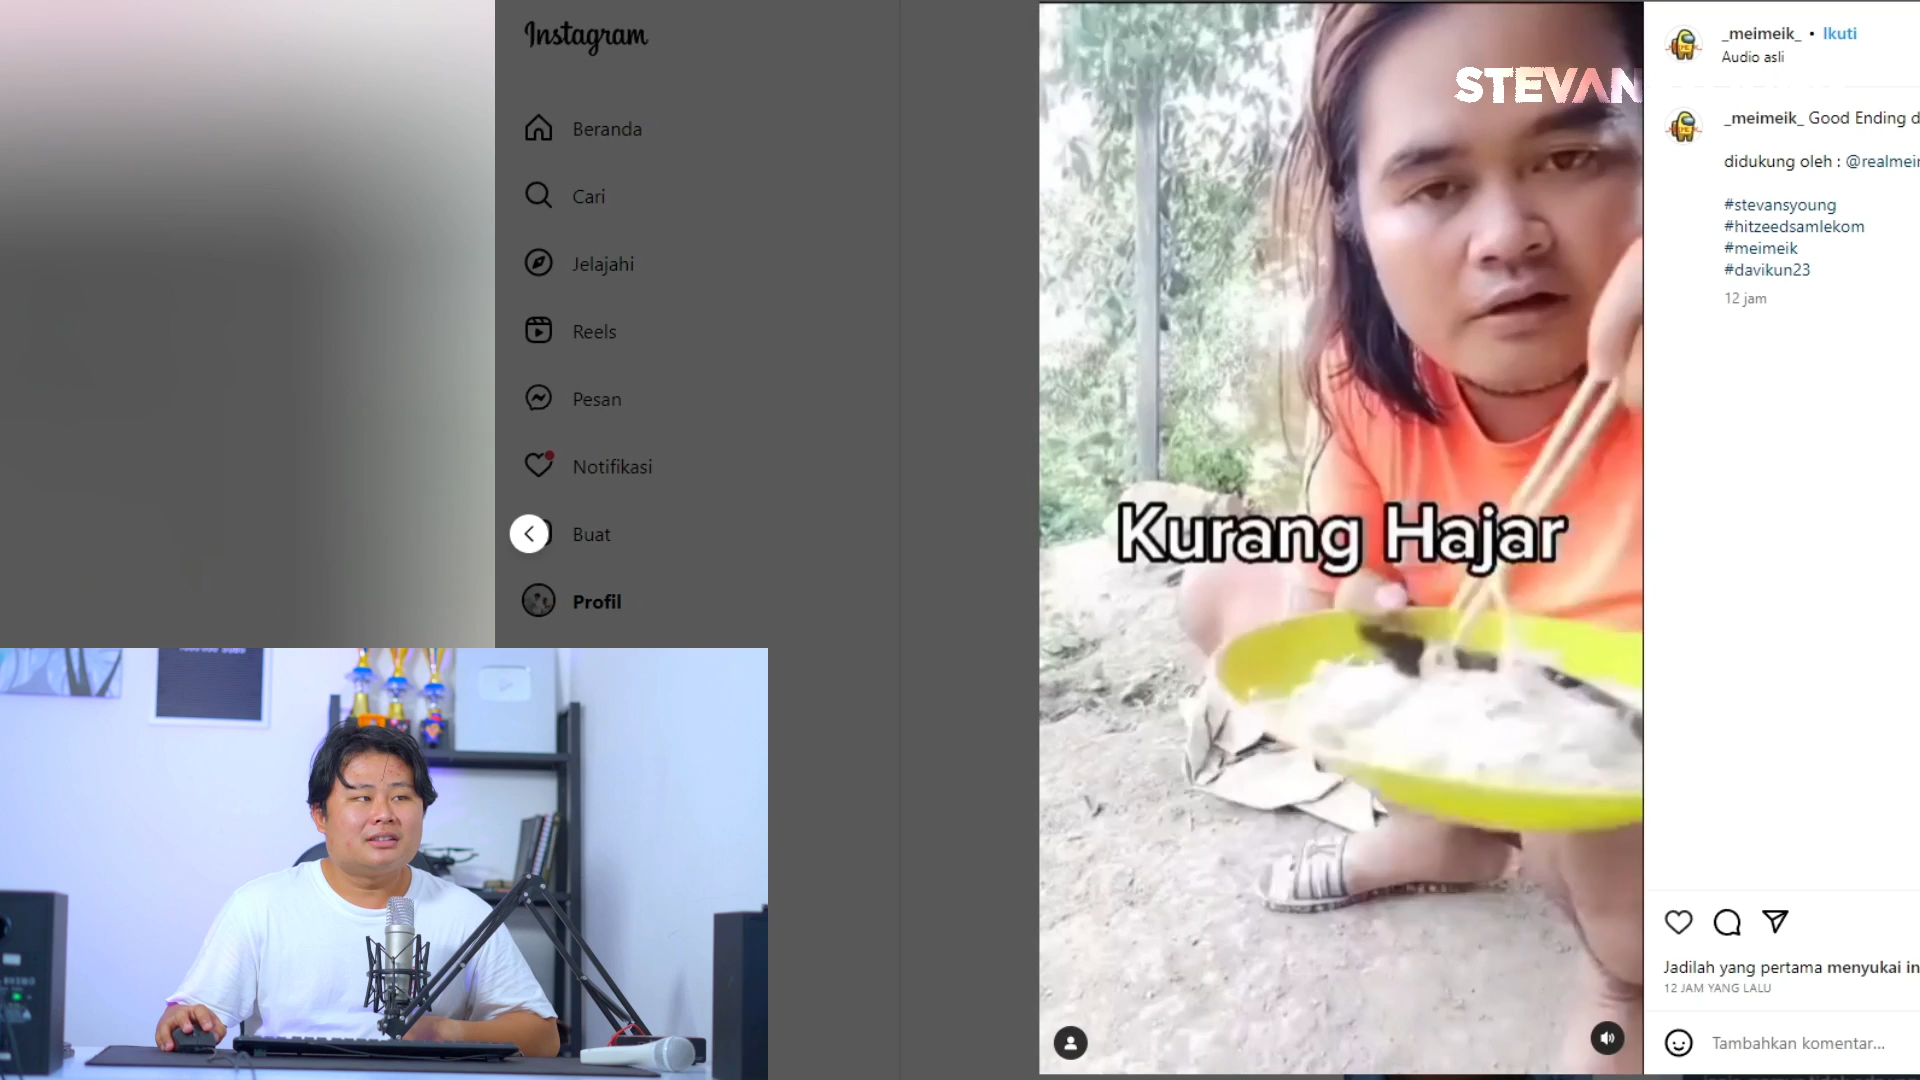 Instagram
Beranda
Cari
Jelajahi
Reels
Pesan
Notifikasi
Buat
Profil
STEVAN
Kurang Hajar
_meimeik_ • Ikuti
Audio asli
_meimeik_ Good Ending d
didukung oleh : @realmein
#stevansyoung
#hitzeedsamlekom
#meimeik
#davikun23
12 jam
Jadilah yang pertama menyukai in
12 JAM YANG LALU
Tambahkan komentar...